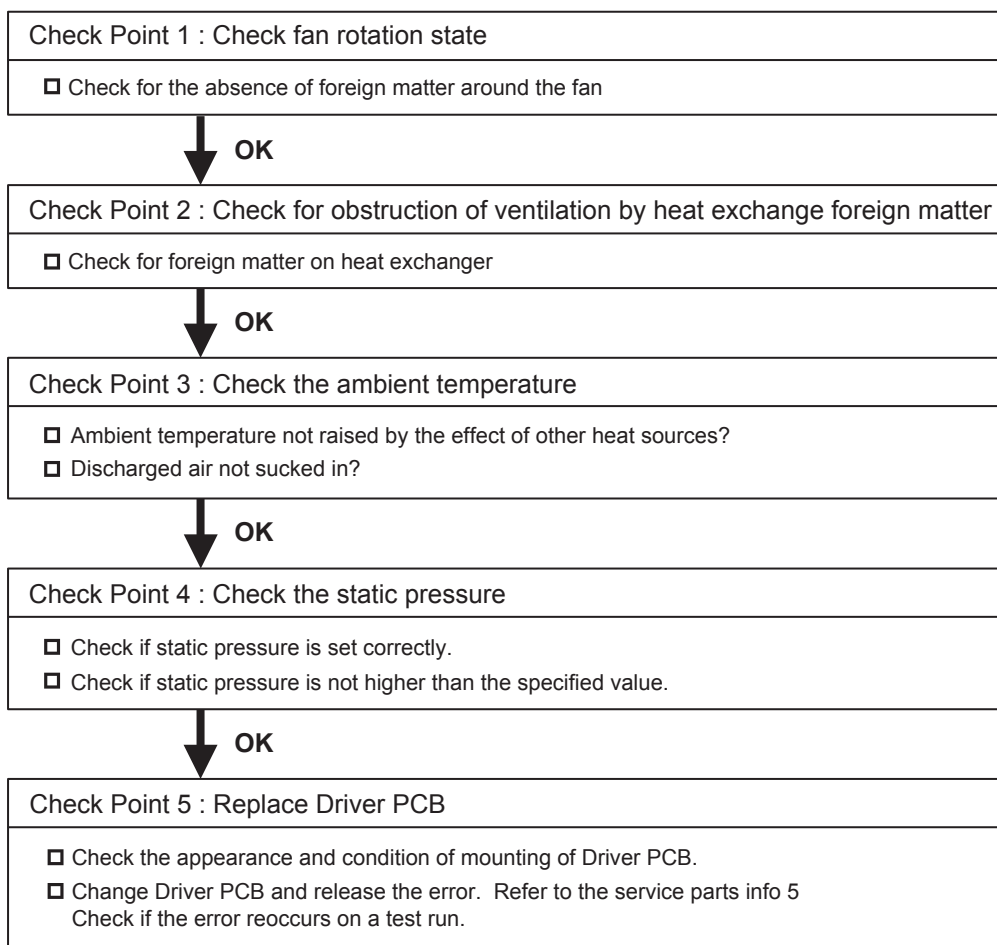 Check Point 1 : Check fan rotation state
Check for the absence of foreign matter around the fan
OK
Check Point 2 : Check for obstruction of ventilation by heat exchange foreign matter
Check for foreign matter on heat exchanger
OK
Check Point 3 : Check the ambient temperature
Ambient temperature not raised by the effect of other heat sources?
Discharged air not sucked in?
OK
Check Point 4 : Check the static pressure
Check if static pressure is set correctly.
Check if static pressure is not higher than the specified value.
OK
Check Point 5 : Replace Driver PCB
Check the appearance and condition of mounting of Driver PCB.
Change Driver PCB and release the error. Refer to the service parts info 5
Check if the error reoccurs on a test run.